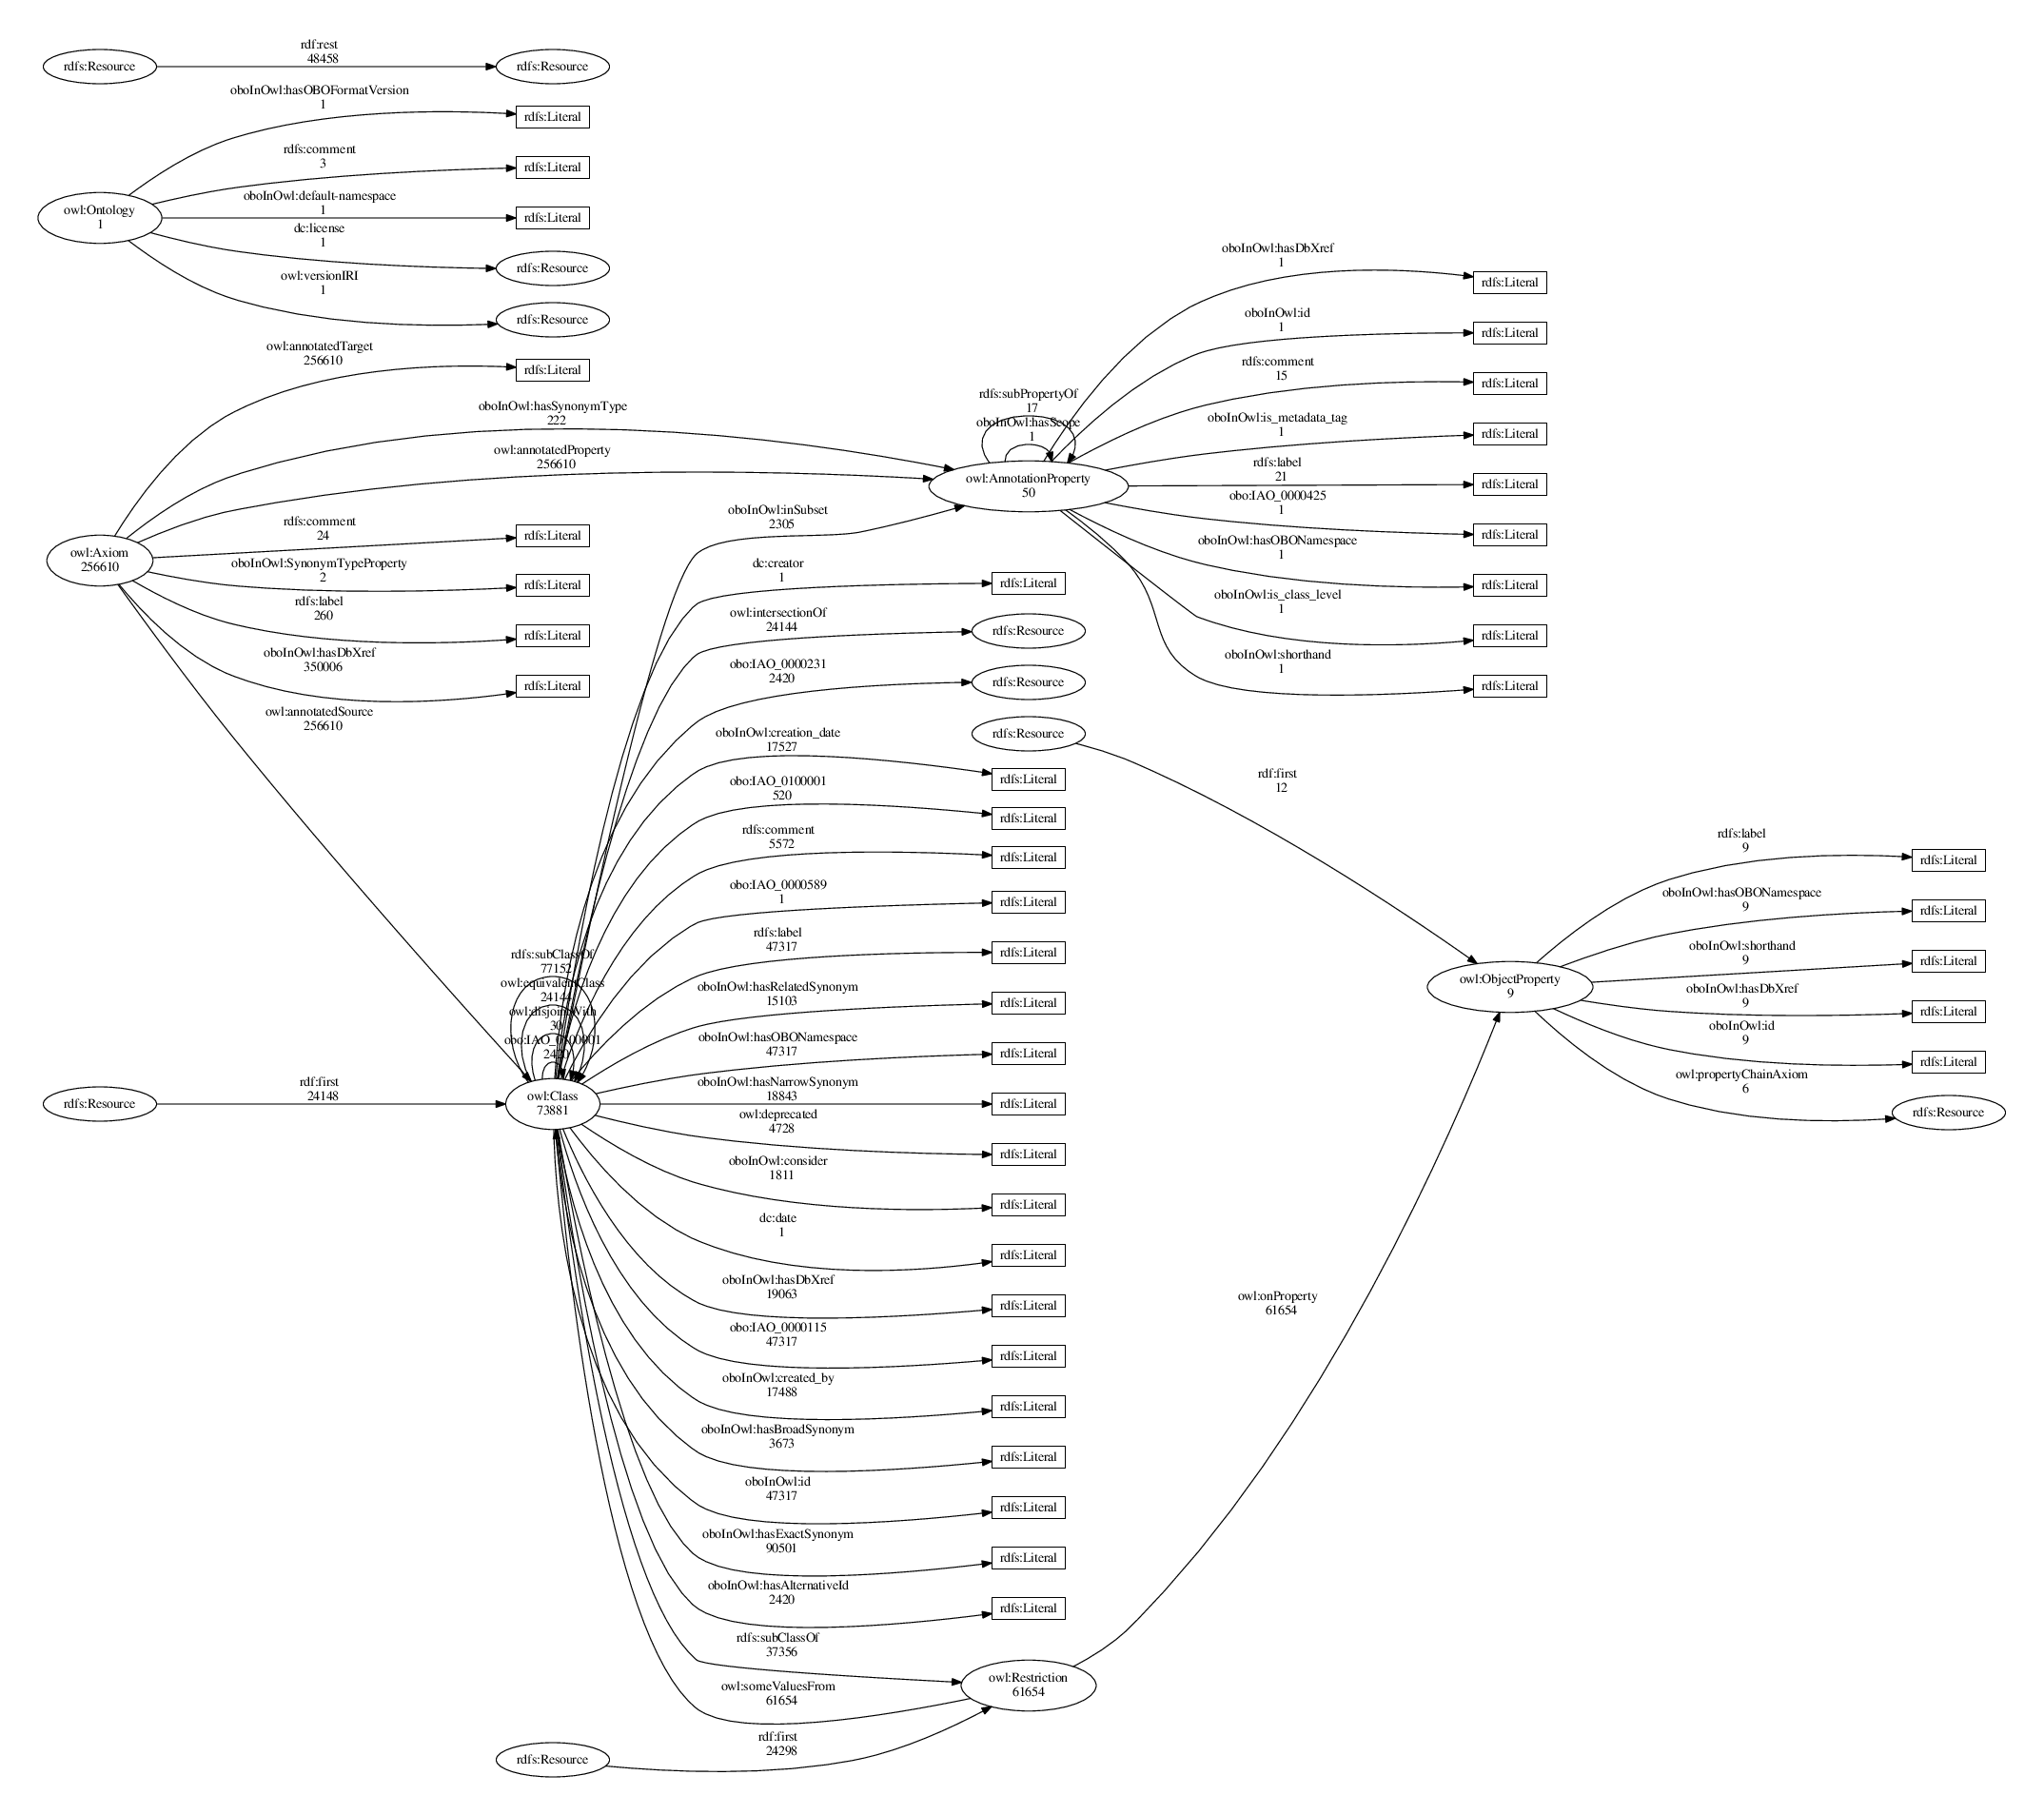 rdf:rest
48458
rdfs:Resource
rdfs:Resource
oboInOwl:hasOBOFormatVersion
1
rdfs:Literal
rdfs:comment
3
rdfs:Literal
owl:Ontology
1
oboInOwl:default-namespace
1
rdfs:Literal
dc:license
1
rdfs:Resource
owl:versionIRI
1
rdfs:Resource
owl:annotatedTarget
256610
rdfs:Literal
oboInOwl:hasSynonymType
222
owl:annotatedProperty
256610
owl:Axiom
256610
rdfs:comment
24
rdfs:Literal
oboInOwl:SynonymTypeProperty
2
rdfs:Literal
rdfs:label
260
rdfs:Literal
oboInOwl:hasDbXref
350006
rdfs:Literal
owl:annotatedSource
256610
rdfs:subPropertyOf
17
oboInOwl:hasScope
1
owl:AnnotationProperty
50
oboInOwl:hasDbXref
1
rdfs:Literal
oboInOwl:id
1
rdfs:Literal
rdfs:comment
15
rdfs:Literal
oboInOwl:is_metadata_tag
1
rdfs:Literal
rdfs:label
21
rdfs:Literal
obo:IAO_0000425
1
rdfs:Literal
oboInOwl:hasOBONamespace
1
rdfs:Literal
oboInOwl:is_class_level
1
rdfs:Literal
oboInOwl:shorthand
1
rdfs:Literal
oboInOwl:inSubset
2305
dc:creator
1
rdfs:Literal
owl:intersectionOf
24144
rdfs:Resource
obo:IAO_0000231
2420
rdfs:Resource
rdfs:Resource
rdf:first
12
oboInOwl:creation_date
17527
rdfs:Literal
obo:IAO_0100001
520
rdfs:Literal
rdfs:comment
5572
rdfs:Literal
obo:IAO_0000589
1
rdfs:Literal
rdfs:label
47317
rdfs:Literal
oboInOwl:hasRelatedSynonym
15103
rdfs:Literal
oboInOwl:hasOBONamespace
47317
rdfs:Literal
oboInOwl:hasNarrowSynonym
18843
rdfs:Literal
owl:deprecated
4728
rdfs:Literal
oboInOwl:consider
1811
rdfs:Literal
dc:date
1
rdfs:Literal
oboInOwl:hasDbXref
19063
rdfs:Literal
obo:IAO_0000115
47317
rdfs:Literal
oboInOwl:created_by
17488
rdfs:Literal
oboInOwl:hasBroadSynonym
3673
rdfs:Literal
oboInOwl:id
47317
rdfs:Literal
oboInOwl:hasExactSynonym
90501
rdfs:Literal
oboInOwl:hasAlternativeId
2420
rdfs:Literal
rdfs:subClassOf
37356
owl:someValuesFrom
61654
owl:Restriction
61654
rdf:first
24298
rdfs:Resource
rdfs:subClassOf
77152
owl:equivalentClass
24144
owl:disjointWith
30
obo:IAO_0100001
2420
rdfs:Resource
rdf:first
24148
owl:Class
73881
owl:onProperty
61654
owl:ObjectProperty
9
rdfs:label
9
rdfs:Literal
oboInOwl:hasOBONamespace
9
rdfs:Literal
oboInOwl:shorthand
9
rdfs:Literal
oboInOwl:hasDbXref
9
rdfs:Literal
oboInOwl:id
9
rdfs:Literal
owl:propertyChainAxiom
6
rdfs:Resource